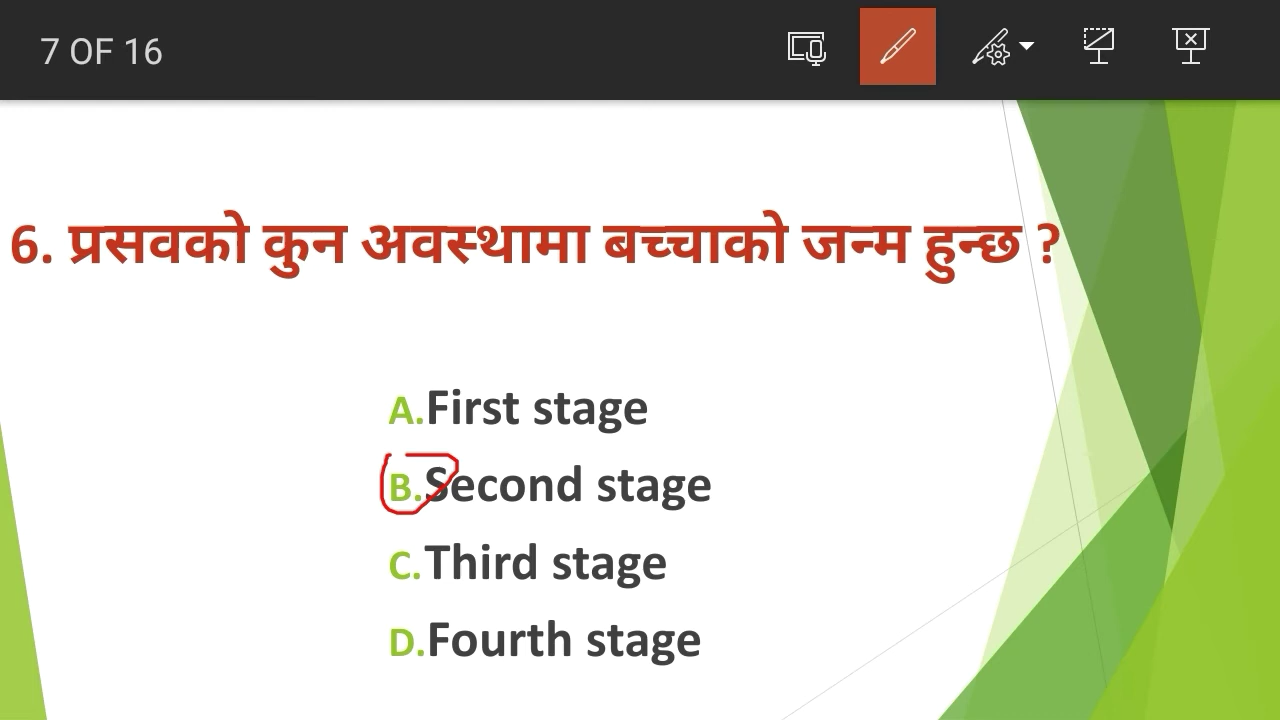 7 OF 16
6. प्रसवको कुन अवस्थामा बच्चाको जन्म हुन्छ ?
A.First stage
B.Second stage
C.Third stage
D.Fourth stage